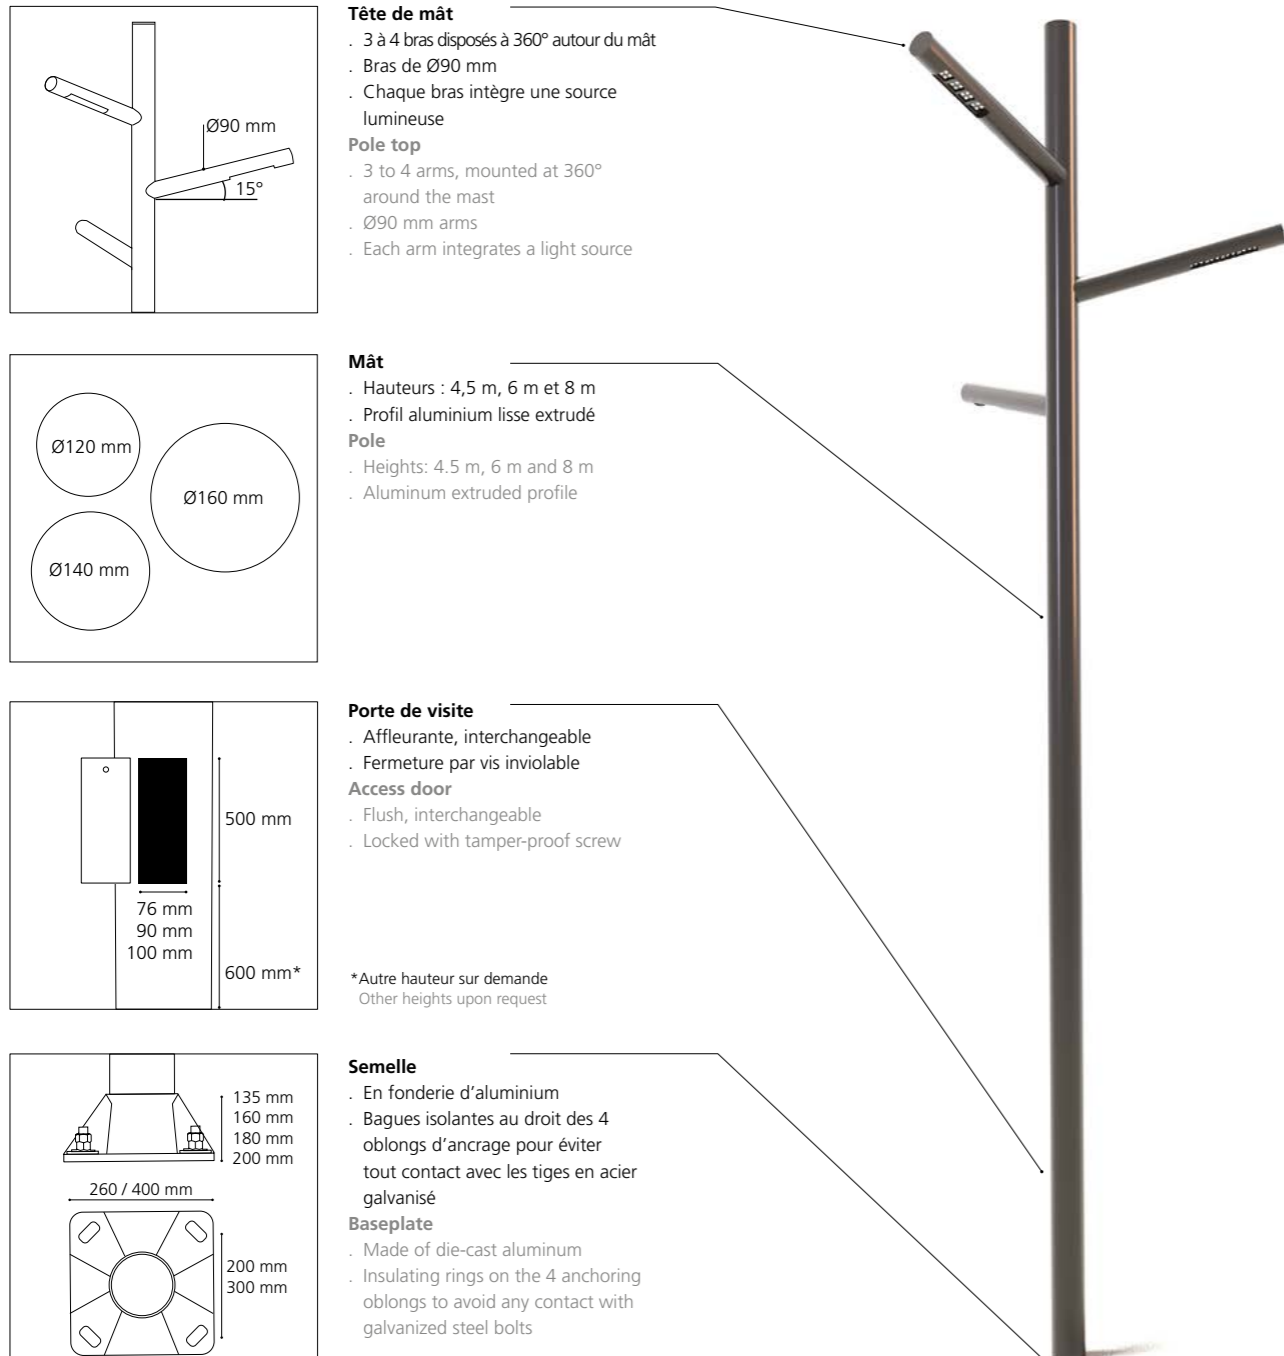 Tête de mât
. 3 à 4 bras disposés à 360° autour du mât
. Bras de Ø90 mm
. Chaque bras intègre une source
lumineuse
Pole top
. 3 to 4 arms, mounted at 360°
around the mast
. Ø90 mm arms
. Each arm integrates a light source
Ø90 mm
15°
Mât
. Hauteurs : 4,5 m, 6 m et 8 m
. Profil aluminium lisse extrudé
Pole
. Heights: 4.5 m, 6 m and 8 m
. Aluminum extruded profile
Ø120 mm
Ø160 mm
Ø140 mm
Porte de visite
. Affleurante, interchangeable
. Fermeture par vis inviolable
Access door
. Flush, interchangeable
. Locked with tamper-proof screw
500 mm
76 mm
90 mm
100 mm
600 mm*
*Autre hauteur sur demande
Other heights upon request
Semelle
. En fonderie d'aluminium
. Bagues isolantes au droit des 4
oblongs d'ancrage pour éviter
tout contact avec les tiges en acier
galvanisé
Baseplate
. Made of die-cast aluminum
. Insulating rings on the 4 anchoring
oblongs to avoid any contact with
galvanized steel bolts
135 mm
160 mm
180 mm
200 mm
260 / 400 mm
200 mm
300 mm